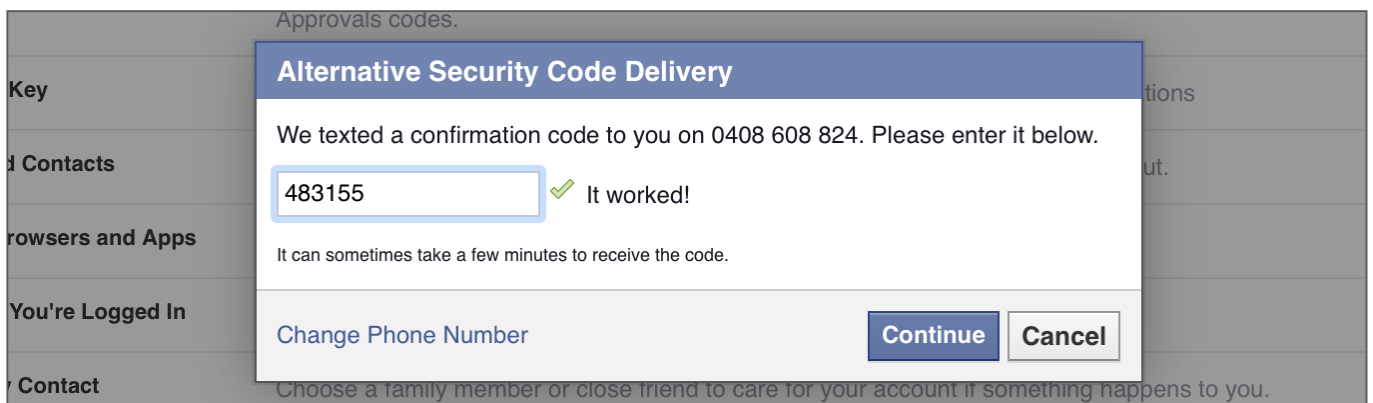 Approvals codes.
Alternative Security Code Delivery
Key
tions
We texted a confirmation code to you on 0408 608 824. Please enter it below.
d Contacts
ut.
483155
It worked!
rowsers and Apps
It can sometimes take a few minutes to receive the code.
You're Logged In
Change Phone Number
Continue
Cancel
y Contact
Choose a family member or close friend to care for your account if something happens to you.